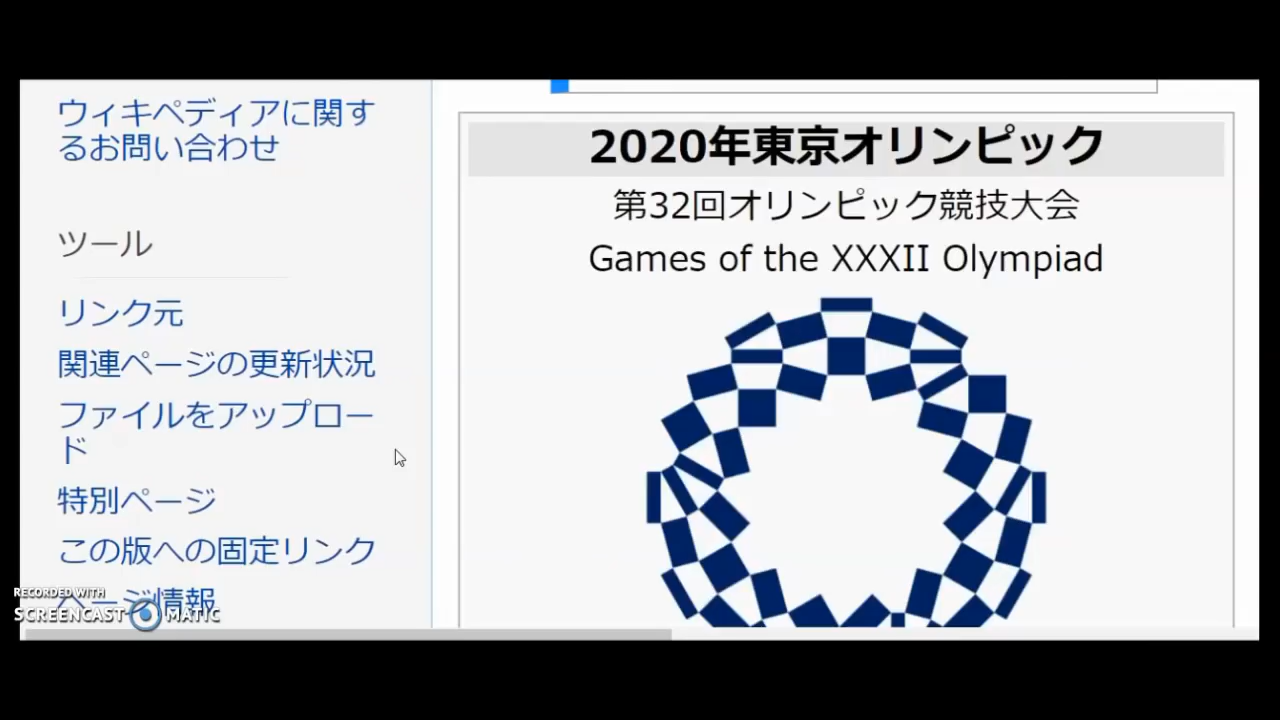 ウィキペディアに関す
るお問い合わせ
ツール
リンク元
関連ページの更新状況
ファイルをアップロー
ド
特別ページ
この版への固定リンク
ページ情報
2020年東京オリンピック
第32回オリンピック競技大会
Games of the XXXII Olympiad
RECORDED WITH
SCREENCAST MATIC